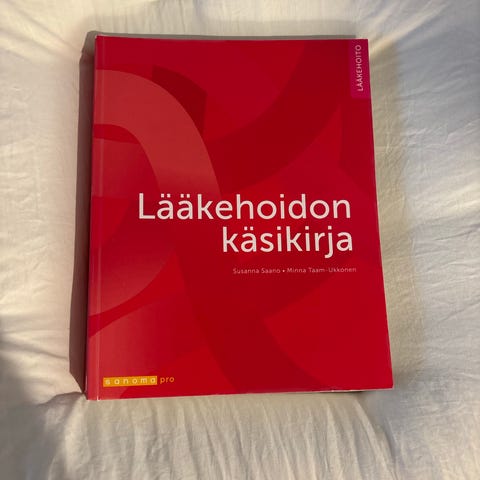 LÄÄKEHOITO
Lääkehoidon
käsikirja
Susanna Saano • Minna Taam-Ukkonen
sanoma pro